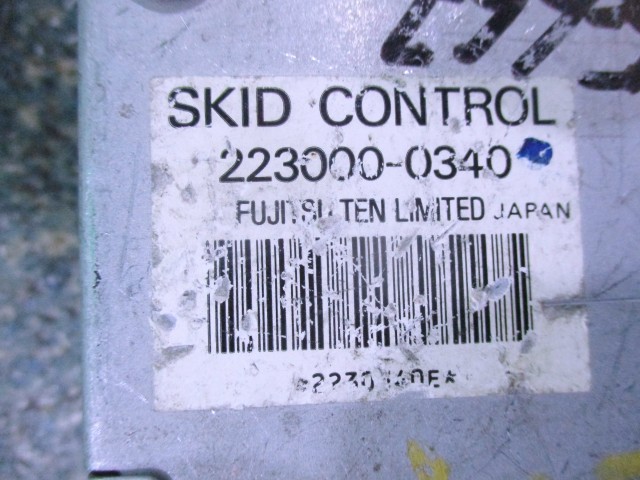 SKID CONTROL
223000-0340
FUJITSU TEN LIMITED JAPAN